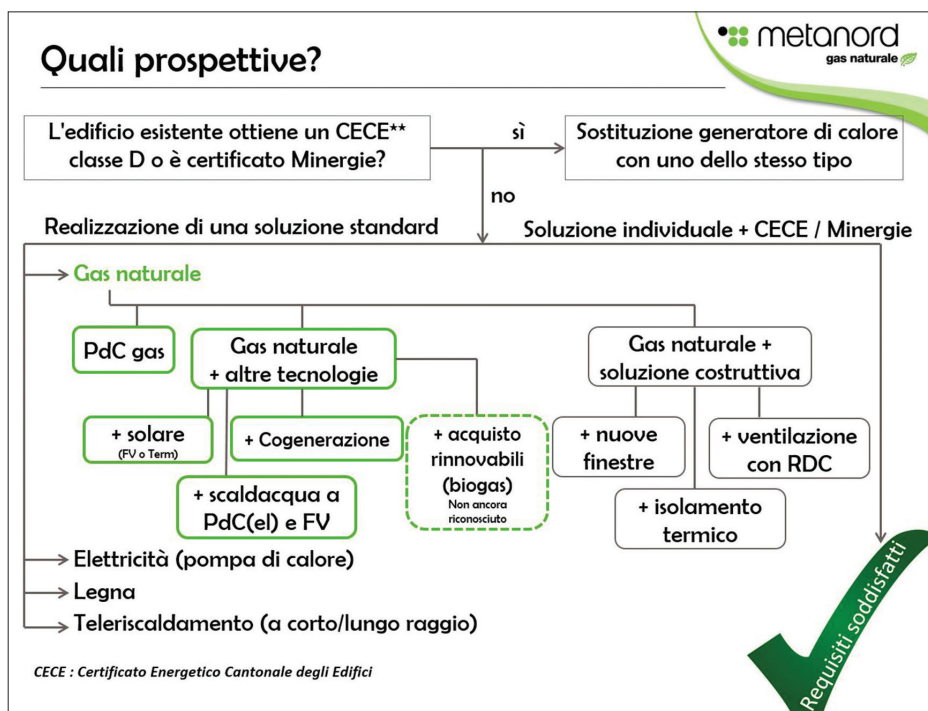 Quali prospettive?
metanord
gas naturale
L'edificio esistente ottiene un CECE**
classe D o è certificato Minergie?
sì
Sostituzione generatore di calore
con uno dello stesso tipo
no
Realizzazione di una soluzione standard
Soluzione individuale + CECE / Minergie
Gas naturale
PdC gas
Gas naturale
+ altre tecnologie
Gas naturale +
soluzione costruttiva
+ solare
(FV o Term)
+ Cogenerazione
+ acquisto
rinnovabili
(biogas)
Non ancora
riconosciuto
+ nuove
finestre
+ ventilazione
con RDC
+ scaldacqua a
PdC(el) e FV
+ isolamento
termico
Elettricità (pompa di calore)
Legna
Teleriscaldamento (a corto/lungo raggio)
Requisiti soddisfatti
CECE : Certificato Energetico Cantonale degli Edifici